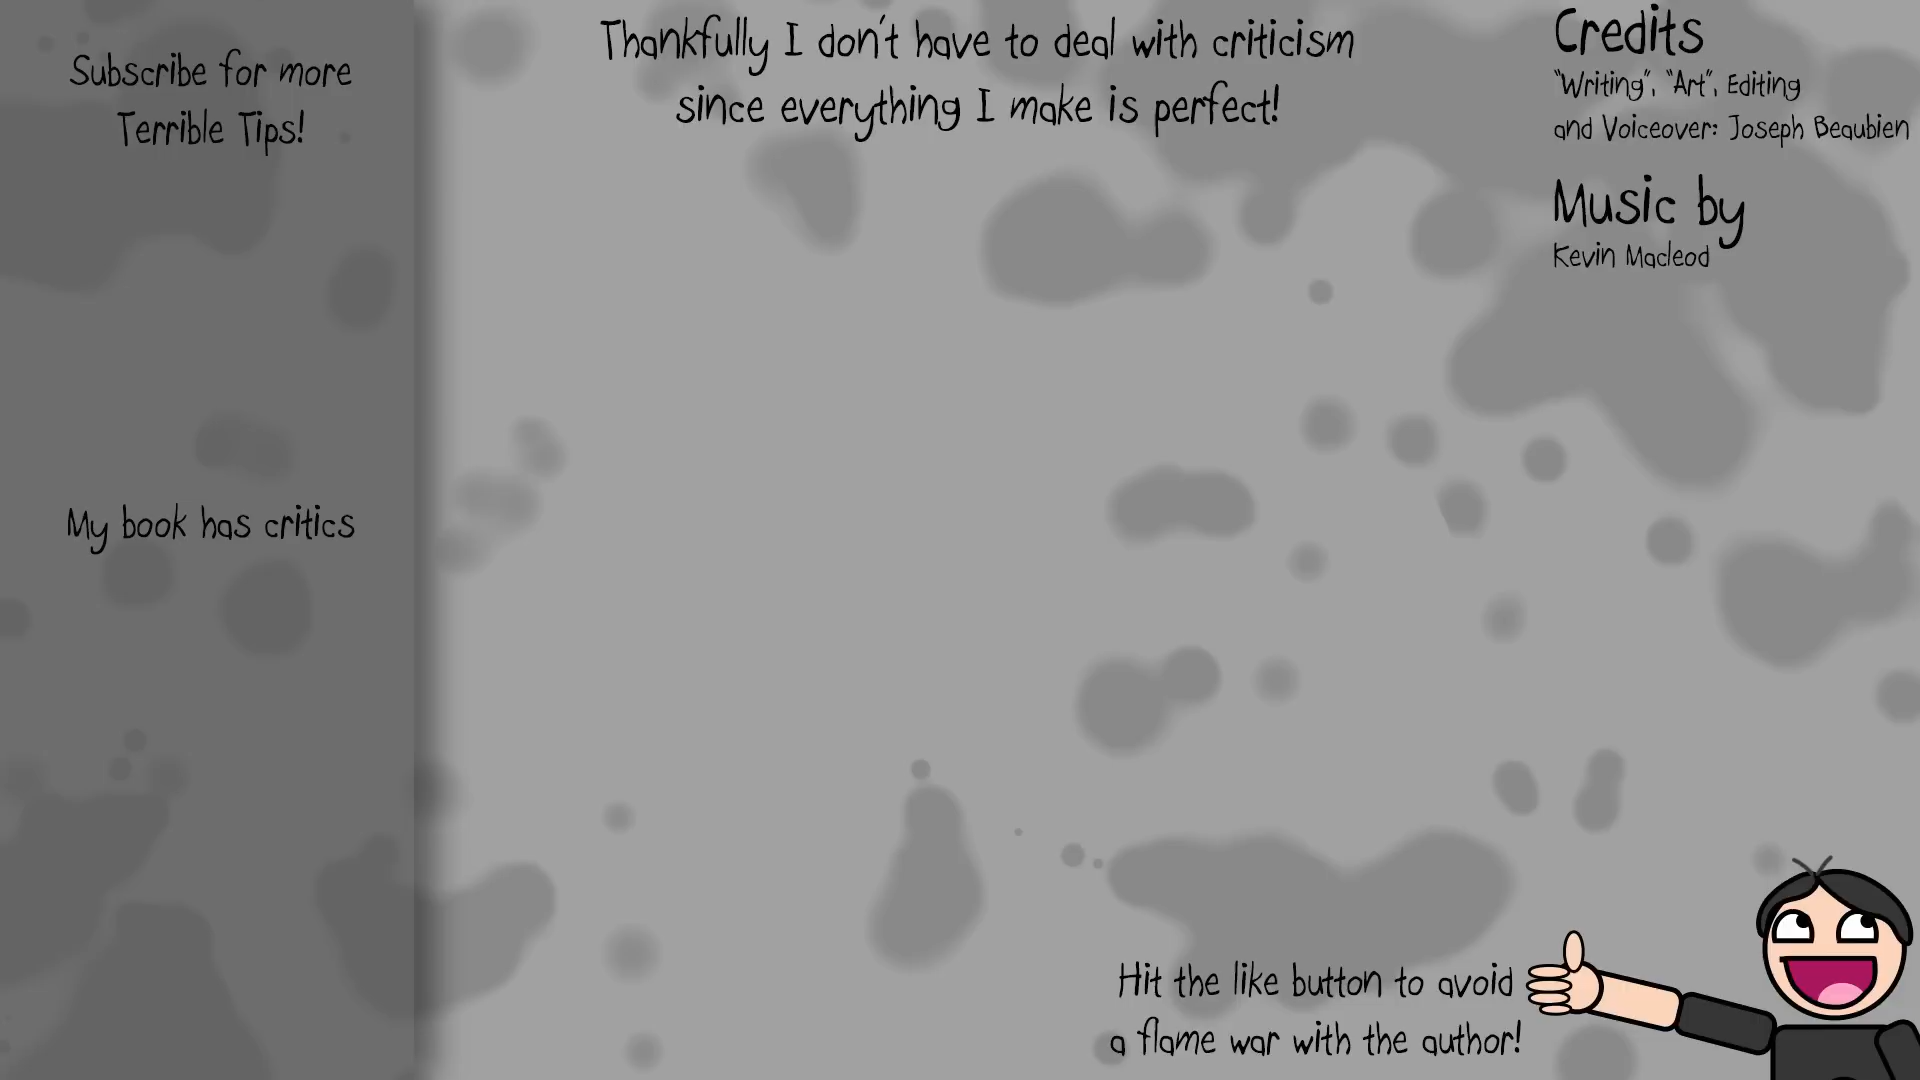 Subscribe for more
Terrible Tips!
My book has critics
Thankfully I don't have to deal with criticism
since everything I make is perfect!
Credits
"Writing", "Art", Editing
and Voiceover: Joseph Beaubien
Music by
Kevin Macleod
Hit the like button to avoid
a flame war with the author!